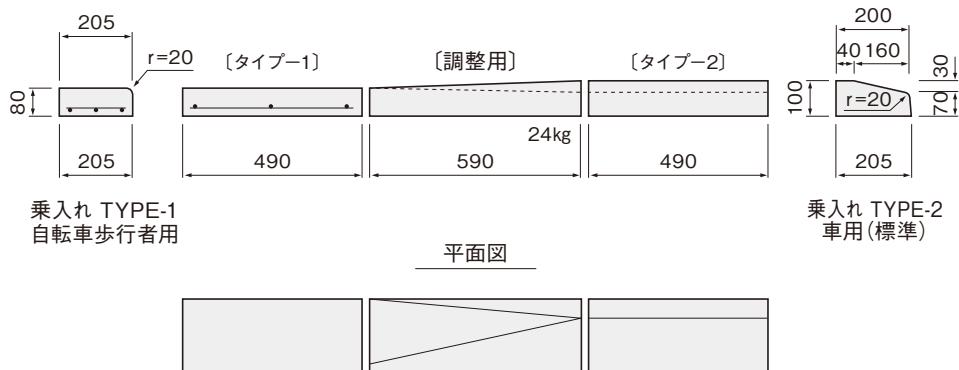 205
r=20
80
205
乗入れ TYPE-1
自転車歩行者用
〔タイプー1〕
490
〔調整用〕
24kg
590
〔タイプー2〕
490
200
40
160
30
100
r=20
70
205
乗入れ TYPE-2
車用(標準)
平面図